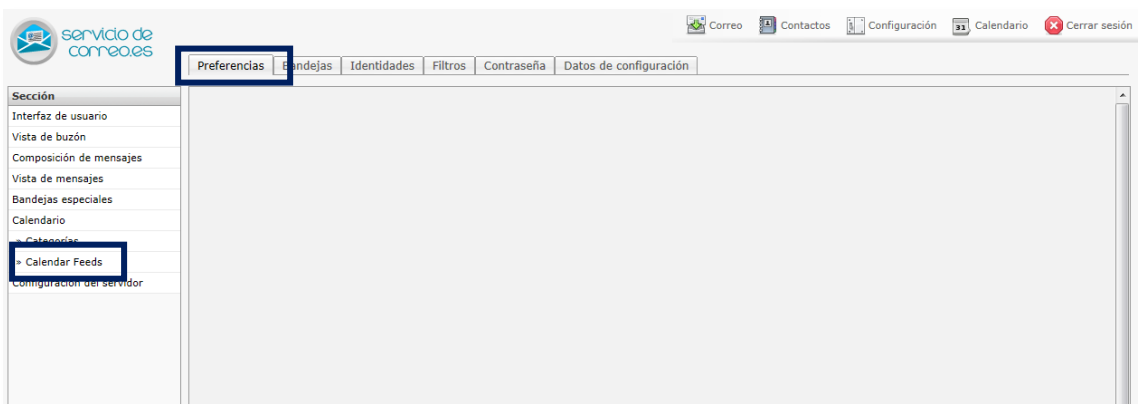 servicio de
correo.es
Correo Contactos Configuración 31 Calendario Cerrar sesión
Preferencias Bandejas Identidades Filtros Contraseña Datos de configuración
Sección
Interfaz de usuario
Vista de buzón
Composición de mensajes
Vista de mensajes
Bandejas especiales
Calendario
» Categorías
» Calendar Feeds
Configuración del servidor